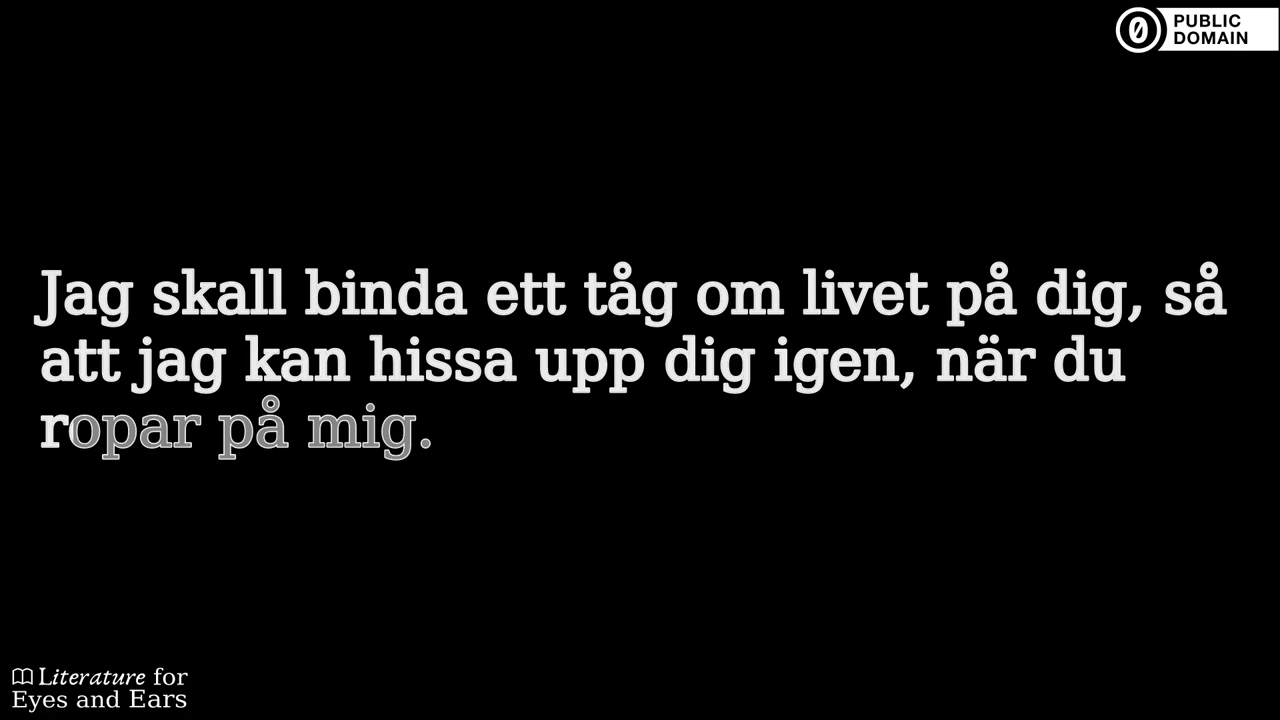 PUBLIC
DOMAIN
Jag skall binda ett tåg om livet på dig, så
att jag kan hissa upp dig igen, när du
ropar på mig.
Literature for
Eyes and Ears